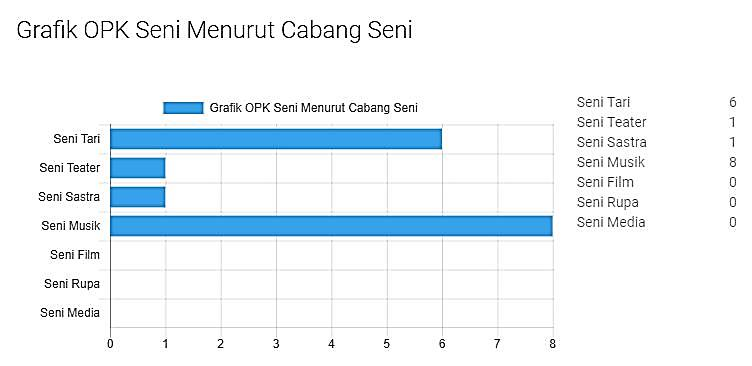 Grafik OPK Seni Menurut Cabang Seni
Grafik OPK Seni Menurut Cabang Seni
Seni Tari
Seni Teater
Seni Sastra
Seni Musik
Seni Film
Seni Rupa
Seni Media
0 1 2 3 4 5 6 7 8
Seni Tari 6
Seni Teater 1
Seni Sastra 1
Seni Musik 8
Seni Film 0
Seni Rupa 0
Seni Media 0